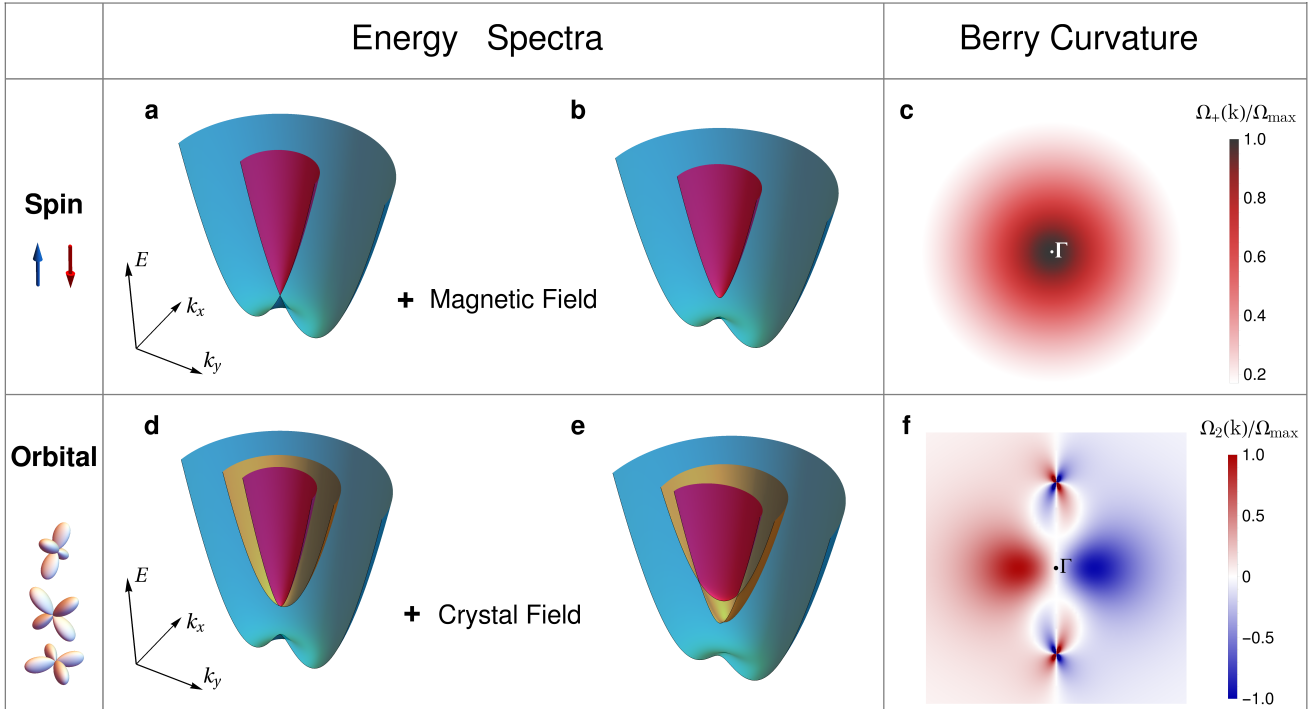 Energy Spectra
Berry Curvature
Spin
a
E
kx
ky
+ Magnetic Field
b
c
Γ
Ω+(k)/Ωmax
1.0
0.8
0.6
0.4
0.2
Orbital
d
E
kx
ky
+ Crystal Field
e
f
Γ
Ω2(k)/Ωmax
1.0
0.5
0
−0.5
−1.0